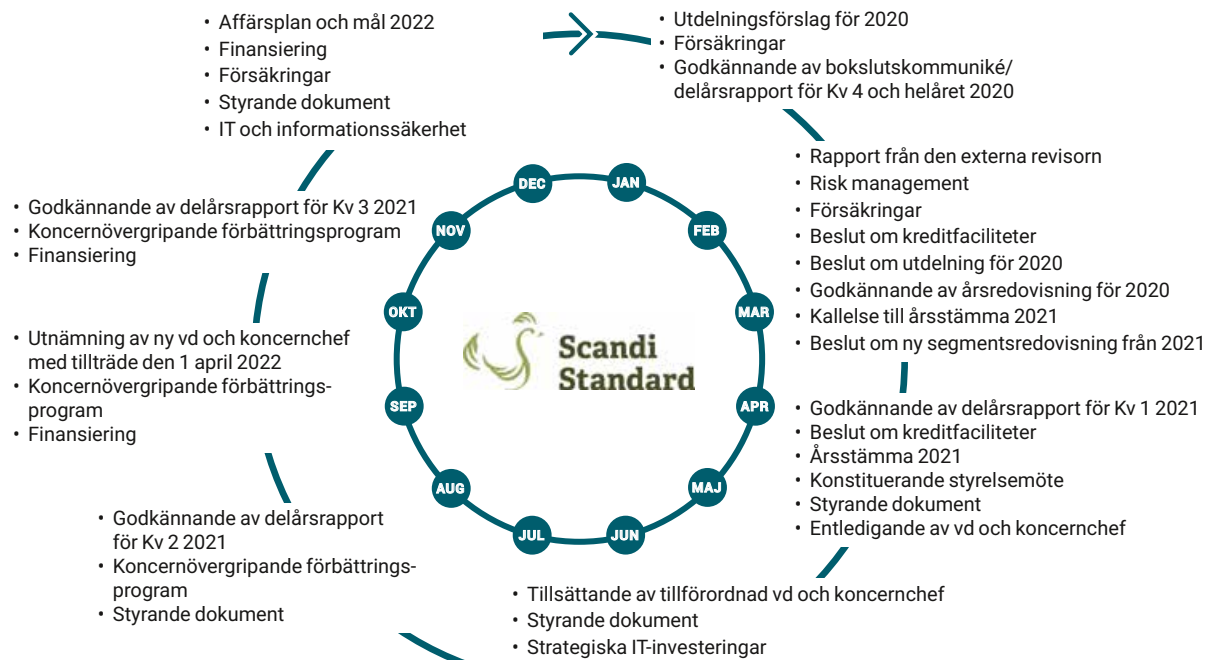 • Affärsplan och mål 2022
• Finansiering
• Försäkringar
• Styrande dokument
• IT och informationssäkerhet
• Utdelningsförslag för 2020
• Försäkringar
• Godkännande av bokslutskommuniké/
delårsrapport för Kv 4 och helåret 2020
• Rapport från den externa revisorn
• Risk management
• Försäkringar
• Beslut om kreditfaciliteter
• Beslut om utdelning för 2020
• Godkännande av årsredovisning för 2020
• Kallelse till årsstämma 2021
• Beslut om ny segmentsredovisning från 2021
• Godkännande av delårsrapport för Kv 1 2021
• Beslut om kreditfaciliteter
• Årsstämma 2021
• Konstituerande styrelsemöte
• Styrande dokument
• Entledigande av vd och koncernchef
• Tillsättande av tillförordnad vd och koncernchef
• Styrande dokument
• Strategiska IT-investeringar
• Godkännande av delårsrapport
för Kv 2 2021
• Koncernövergripande förbättrings-
program
• Styrande dokument
• Utnämning av ny vd och koncernchef
med tillträde den 1 april 2022
• Koncernövergripande förbättrings-
program
• Finansiering
• Godkännande av delårsrapport för Kv 3 2021
• Koncernövergripande förbättringsprogram
• Finansiering
JAN
FEB
MAR
APR
MAJ
JUN
JUL
AUG
SEP
OKT
NOV
DEC
Scandi
Standard